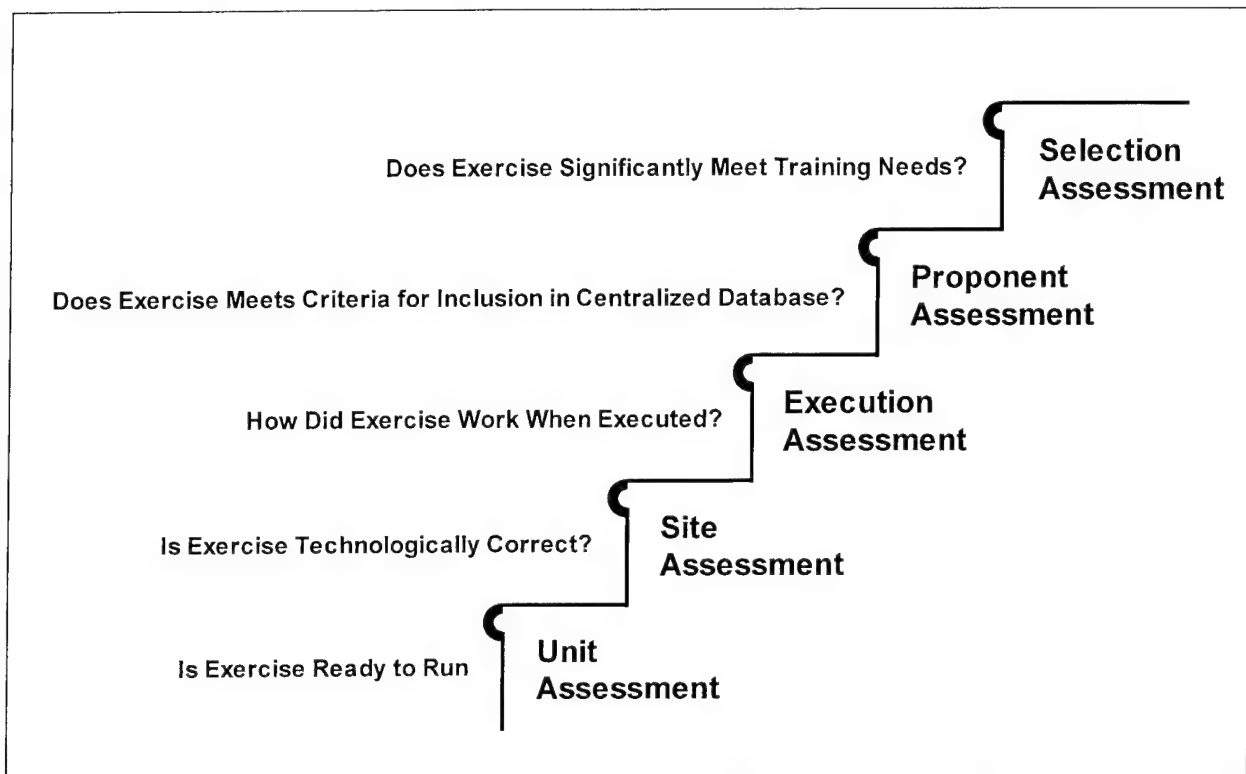 Does Exercise Significantly Meet Training Needs?
Selection
Assessment
Does Exercise Meets Criteria for Inclusion in Centralized Database?
Proponent
Assessment
How Did Exercise Work When Executed?
Execution
Assessment
Is Exercise Technologically Correct?
Site
Assessment
Is Exercise Ready to Run
Unit
Assessment